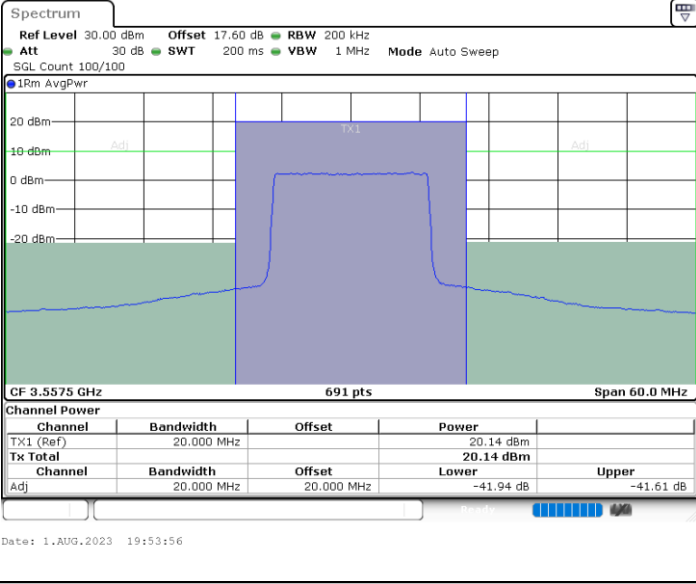 Spectrum
Ref Level 30.00 dBm Offset 17.60 dB RBW 200 kHz
Att 30 dB SWT 200 ms VBW 1 MHz Mode Auto Sweep
SGL Count 100/100
1Rm AvgPwr
20 dBm
TX1
Adj
Adj
10 dBm
0 dBm
-10 dBm
-20 dBm
CF 3.5575 GHz 691 pts Span 60.0 MHz
Channel Power
Channel Bandwidth Offset Power
TX1 (Ref) 20.000 MHz 20.14 dBm
Tx Total 20.14 dBm
Channel Bandwidth Offset Lower Upper
Adj 20.000 MHz 20.000 MHz -41.94 dB -41.61 dB
Ready
Date: 1.AUG.2023 19:53:56